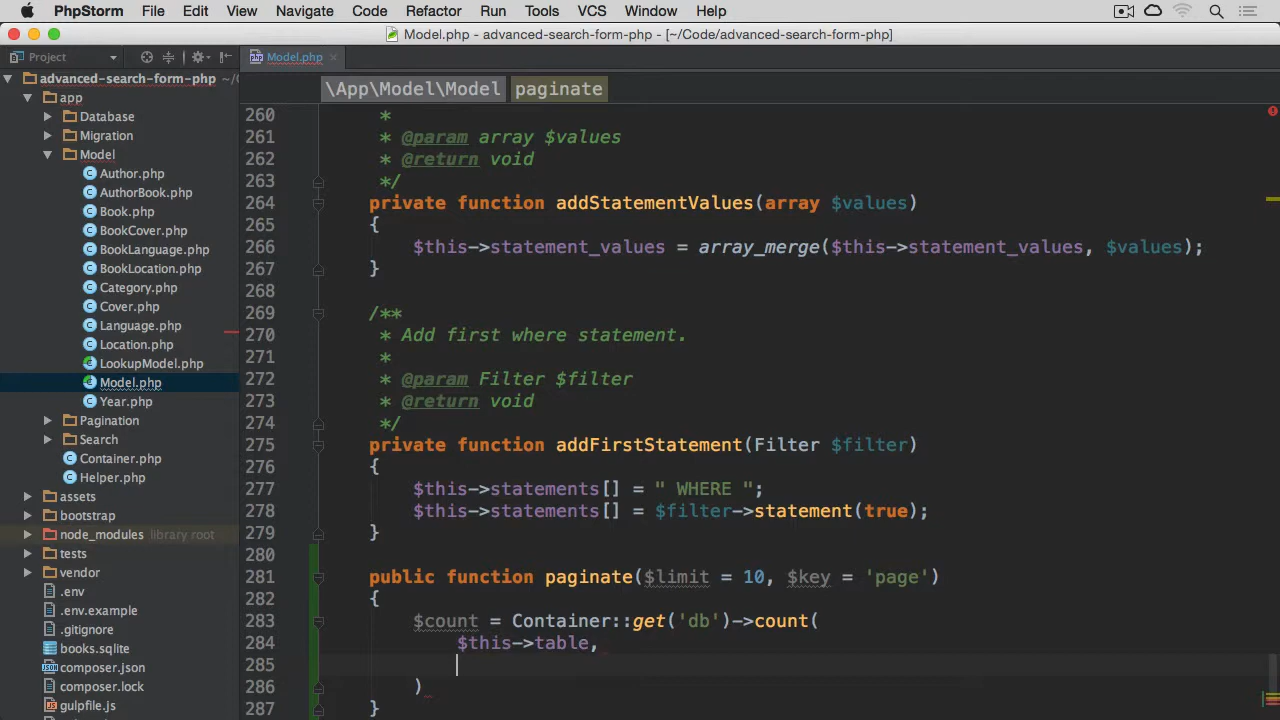 PhpStorm File Edit View Navigate Code Refactor Run Tools VCS Window Help
Model.php - advanced-search-form-php - [~/Code/advanced-search-form-php]
Project
Model.php
\App\Model\Model paginate
advanced-search-form-php ~/C
app
Database
Migration
Model
Author.php
AuthorBook.php
Book.php
BookCover.php
BookLanguage.php
BookLocation.php
Category.php
Cover.php
Language.php
Location.php
LookupModel.php
Model.php
Year.php
Pagination
Search
Container.php
Helper.php
assets
bootstrap
node_modules library root
tests
vendor
.env
.env.example
.gitignore
books.sqlite
composer.json
composer.lock
gulpfile.js
260 *
261 * @param array $values
262 * @return void
263 */
264 private function addStatementValues(array $values)
265 {
266 $this->statement_values = array_merge($this->statement_values, $values);
267 }
268
269 /**
270 * Add first where statement.
271 *
272 * @param Filter $filter
273 * @return void
274 */
275 private function addFirstStatement(Filter $filter)
276 {
277 $this->statements[] = " WHERE ";
278 $this->statements[] = $filter->statement(true);
279 }
280
281 public function paginate($limit = 10, $key = 'page')
282 {
283 $count = Container::get('db')->count(
284 $this->table,
285
286 )
287 }